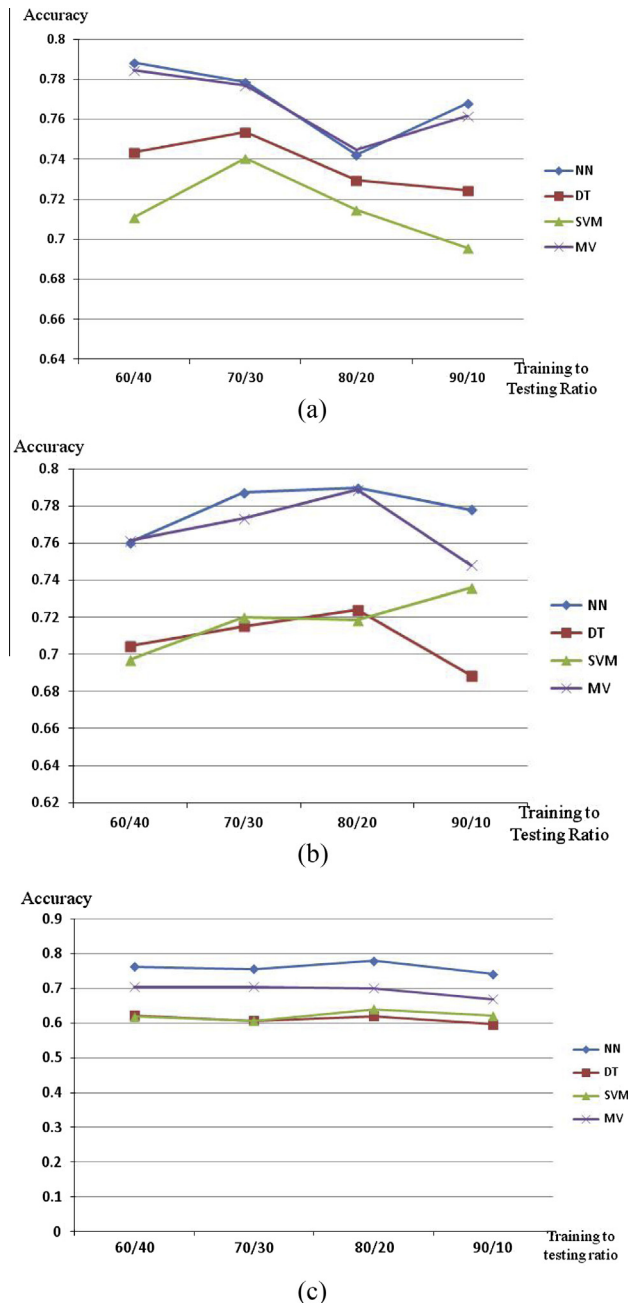 Accuracy
0.8
0.78
0.76
0.74
0.72
0.7
0.68
0.66
0.64
NN
DT
SVM
MV
60/40 70/30 80/20 90/10
Training to
Testing Ratio
(a)
Accuracy
0.8
0.78
0.76
0.74
0.72
0.7
0.68
0.66
0.64
0.62
NN
DT
SVM
MV
60/40 70/30 80/20 90/10
Training to
Testing Ratio
(b)
Accuracy
0.9
0.8
0.7
0.6
0.5
0.4
0.3
0.2
0.1
0
NN
DT
SVM
MV
60/40 70/30 80/20 90/10
Training to
testing ratio
(c)